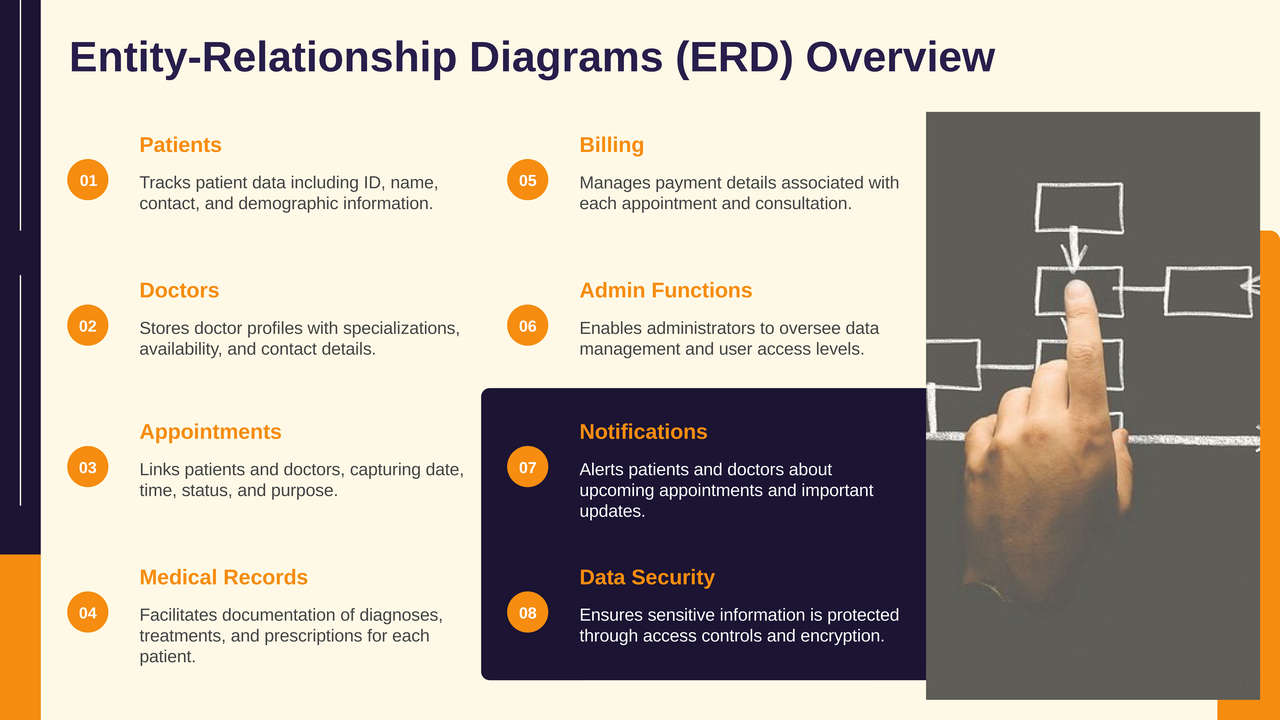 Entity-Relationship Diagrams (ERD) Overview
01
Patients
Tracks patient data including ID, name,
contact, and demographic information.
02
Doctors
Stores doctor profiles with specializations,
availability, and contact details.
03
Appointments
Links patients and doctors, capturing date,
time, status, and purpose.
04
Medical Records
Facilitates documentation of diagnoses,
treatments, and prescriptions for each
patient.
05
Billing
Manages payment details associated with
each appointment and consultation.
06
Admin Functions
Enables administrators to oversee data
management and user access levels.
07
Notifications
Alerts patients and doctors about
upcoming appointments and important
updates.
08
Data Security
Ensures sensitive information is protected
through access controls and encryption.